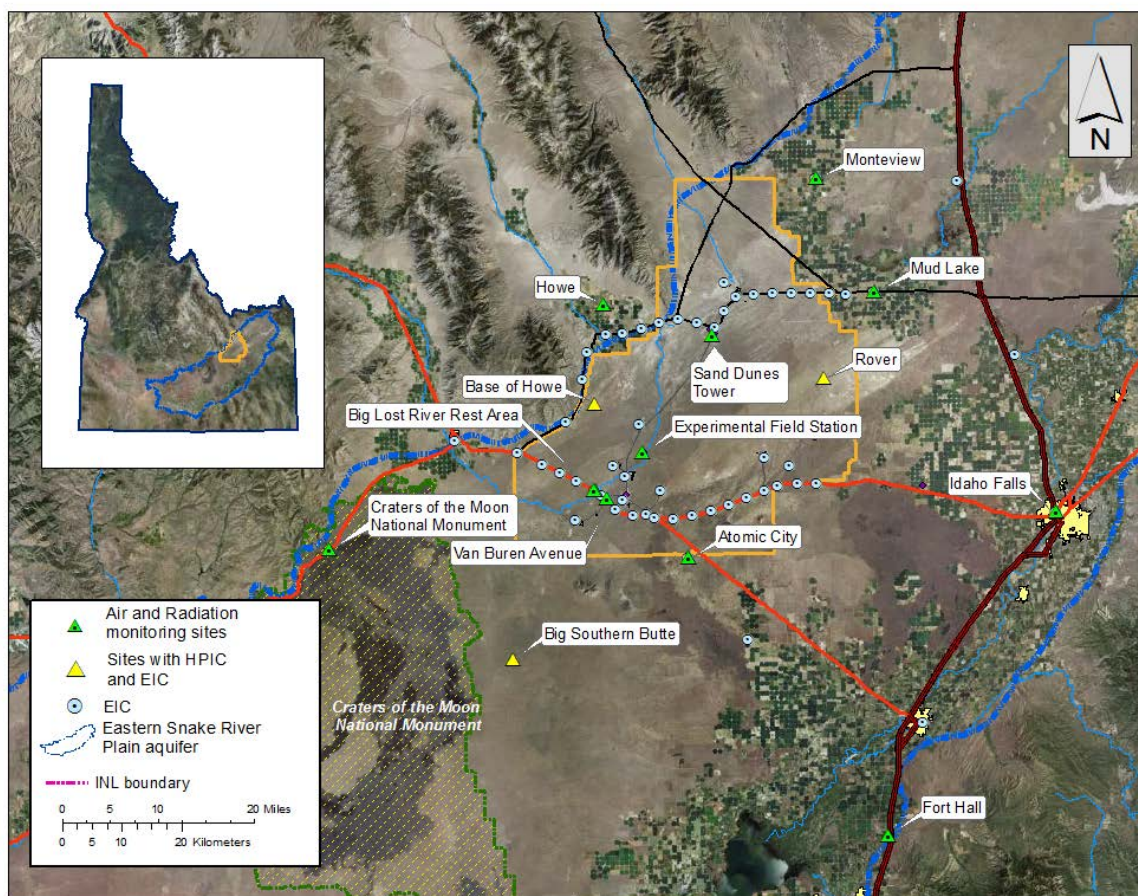 N
Monteview
Mud Lake
Howe
Sand Dunes
Tower
Rover
Base of Howe
Big Lost River Rest Area
Experimental Field Station
Idaho Falls
Craters of the Moon
National Monument
Van Buren Avenue
Atomic City
Big Southern Butte
Craters of the Moon
National Monument
Fort Hall
Air and Radiation
monitoring sites
Sites with HPIC
and EIC
EIC
Eastern Snake River
Plain aquifer
INL boundary
0 5 10 20 Miles
0 5 10 20 Kilometers